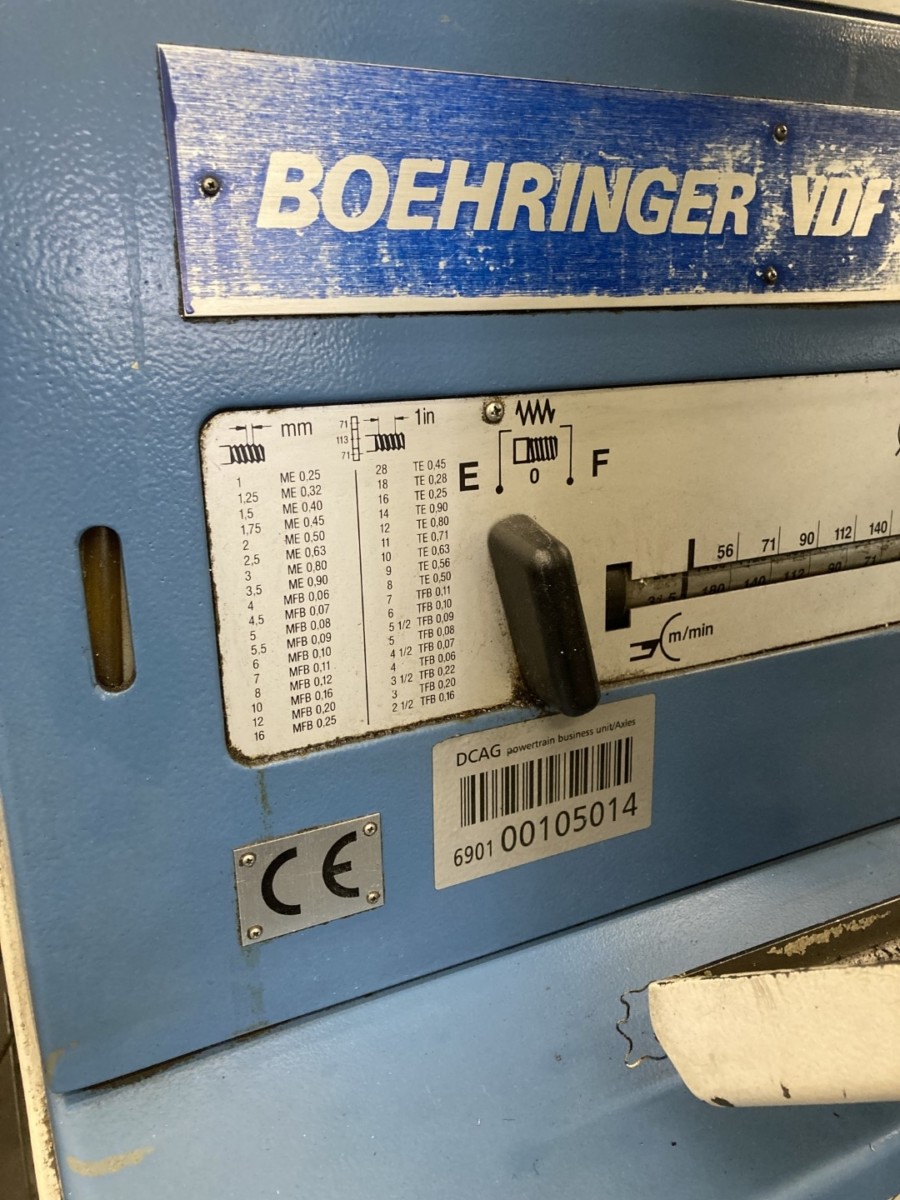 BOEHRINGER VDF
mm 71 113 71 1in
1 ME 0,25 28 TE 0,45
1,25 ME 0,32 18 TE 0,28
1,5 ME 0,40 16 TE 0,25
1,75 ME 0,45 14 TE 0,90
2 ME 0,50 12 TE 0,80
2,5 ME 0,63 11 TE 0,71
3 ME 0,80 10 TE 0,63
3,5 ME 0,90 9 TE 0,56
4 MFB 0,06 8 TE 0,50
4,5 MFB 0,07 7 TFB 0,11
5 MFB 0,08 6 TFB 0,10
5,5 MFB 0,09 5 1/2 TFB 0,09
6 MFB 0,10 5 TFB 0,08
7 MFB 0,11 4 1/2 TFB 0,07
8 MFB 0,12 4 TFB 0,06
10 MFB 0,16 3 1/2 TFB 0,22
12 MFB 0,20 3 TFB 0,20
16 MFB 0,25 2 1/2 TFB 0,16
E 0 F
56 71 90 112 140
180 140 112
m/min
DCAG powertrain business unit/Axles
6901 00105014
CE